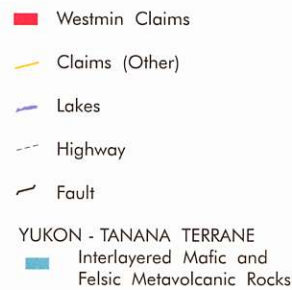 Westmin Claims
Claims (Other)
Lakes
Highway
Fault
YUKON - TANANA TERRANE
Interlayered Mafic and
Felsic Metavolcanic Rocks